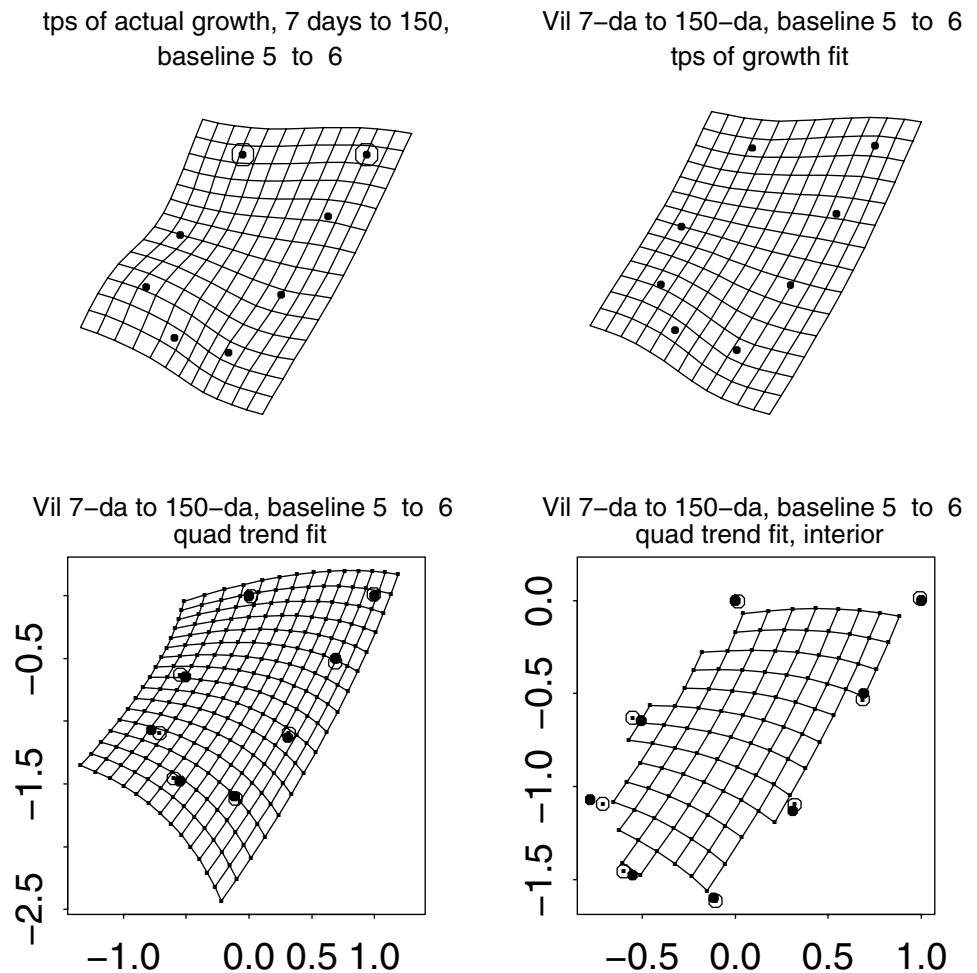 tps of actual growth, 7 days to 150,
baseline 5 to 6
Vil 7−da to 150−da, baseline 5 to 6
tps of growth fit
Vil 7−da to 150−da, baseline 5 to 6
quad trend fit
−0.5
−1.5
−2.5
−1.0
0.0
0.5
1.0
Vil 7−da to 150−da, baseline 5 to 6
quad trend fit, interior
0.0
−0.5
−1.0
−1.5
−0.5
0.0
0.5
1.0